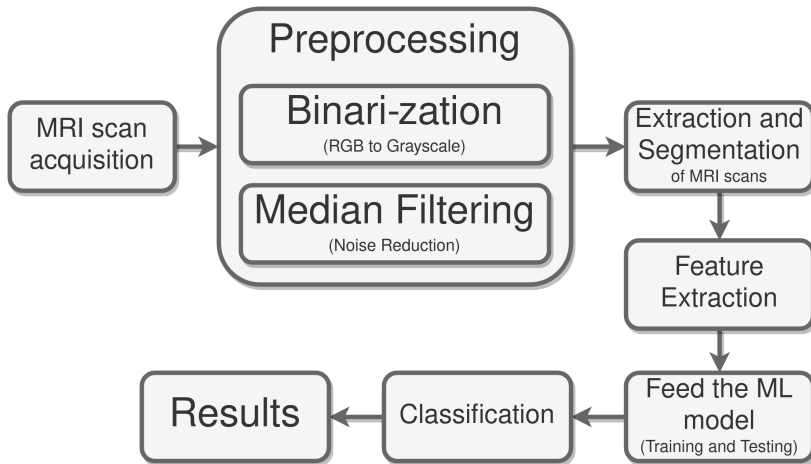 MRI scan
acquisition
Preprocessing
Binari-zation
(RGB to Grayscale)
Median Filtering
(Noise Reduction)
Extraction and
Segmentation
of MRI scans
Feature
Extraction
Feed the ML
model
(Training and Testing)
Classification
Results